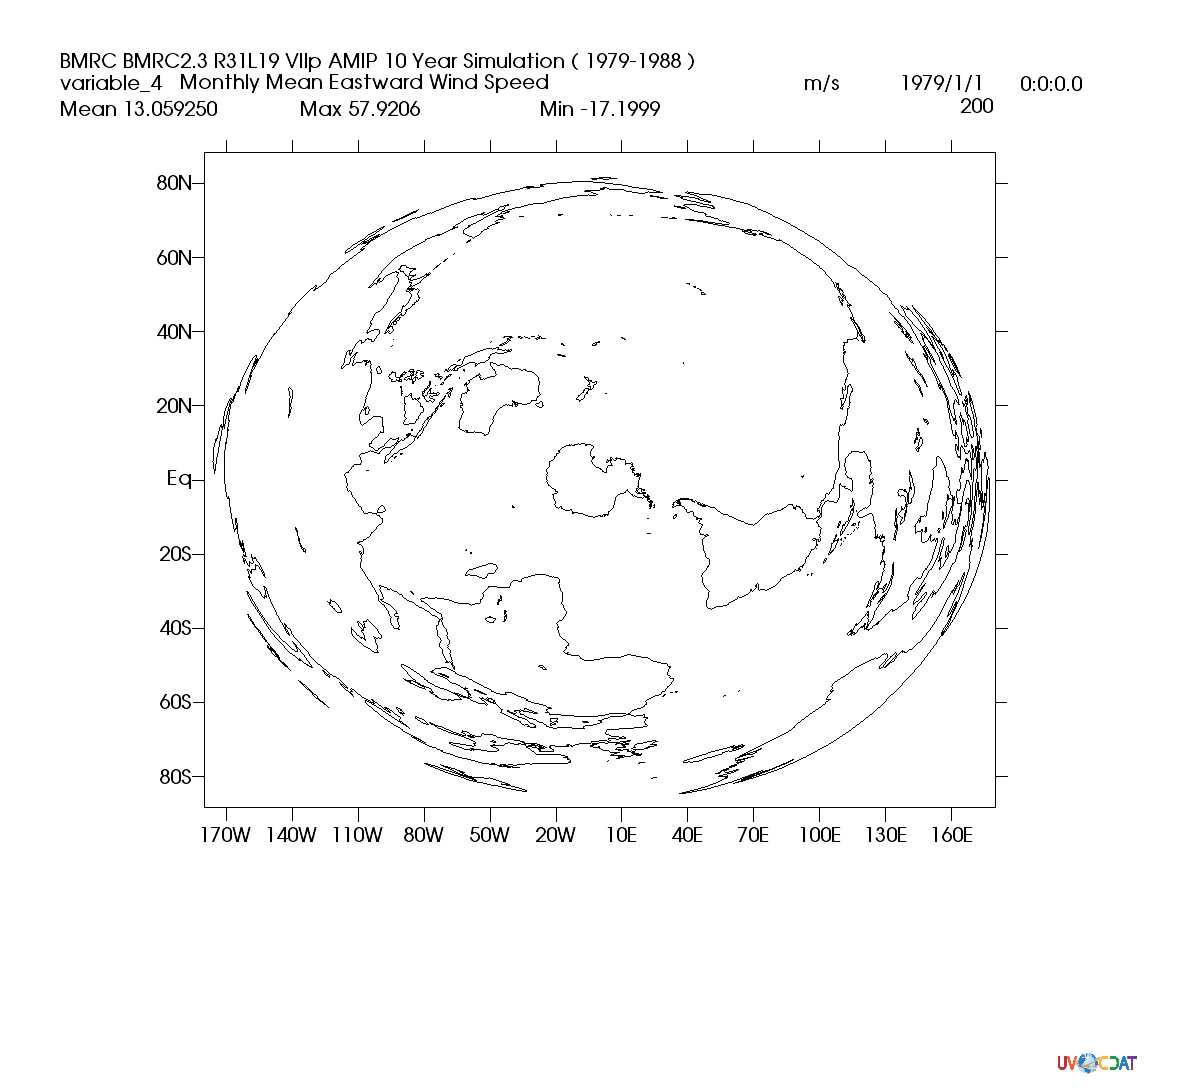 BMRC BMRC2.3 R31L19 VIIp AMIP 10 Year Simulation ( 1979-1988 )
variable_4 Monthly Mean Eastward Wind Speed m/s 1979/1/1 0:0:0.0
Mean 13.059250 Max 57.9206 Min -17.1999 200
80N
60N
40N
20N
Eq
20S
40S
60S
80S
170W 140W 110W 80W 50W 20W 10E 40E 70E 100E 130E 160E
UV CDAT